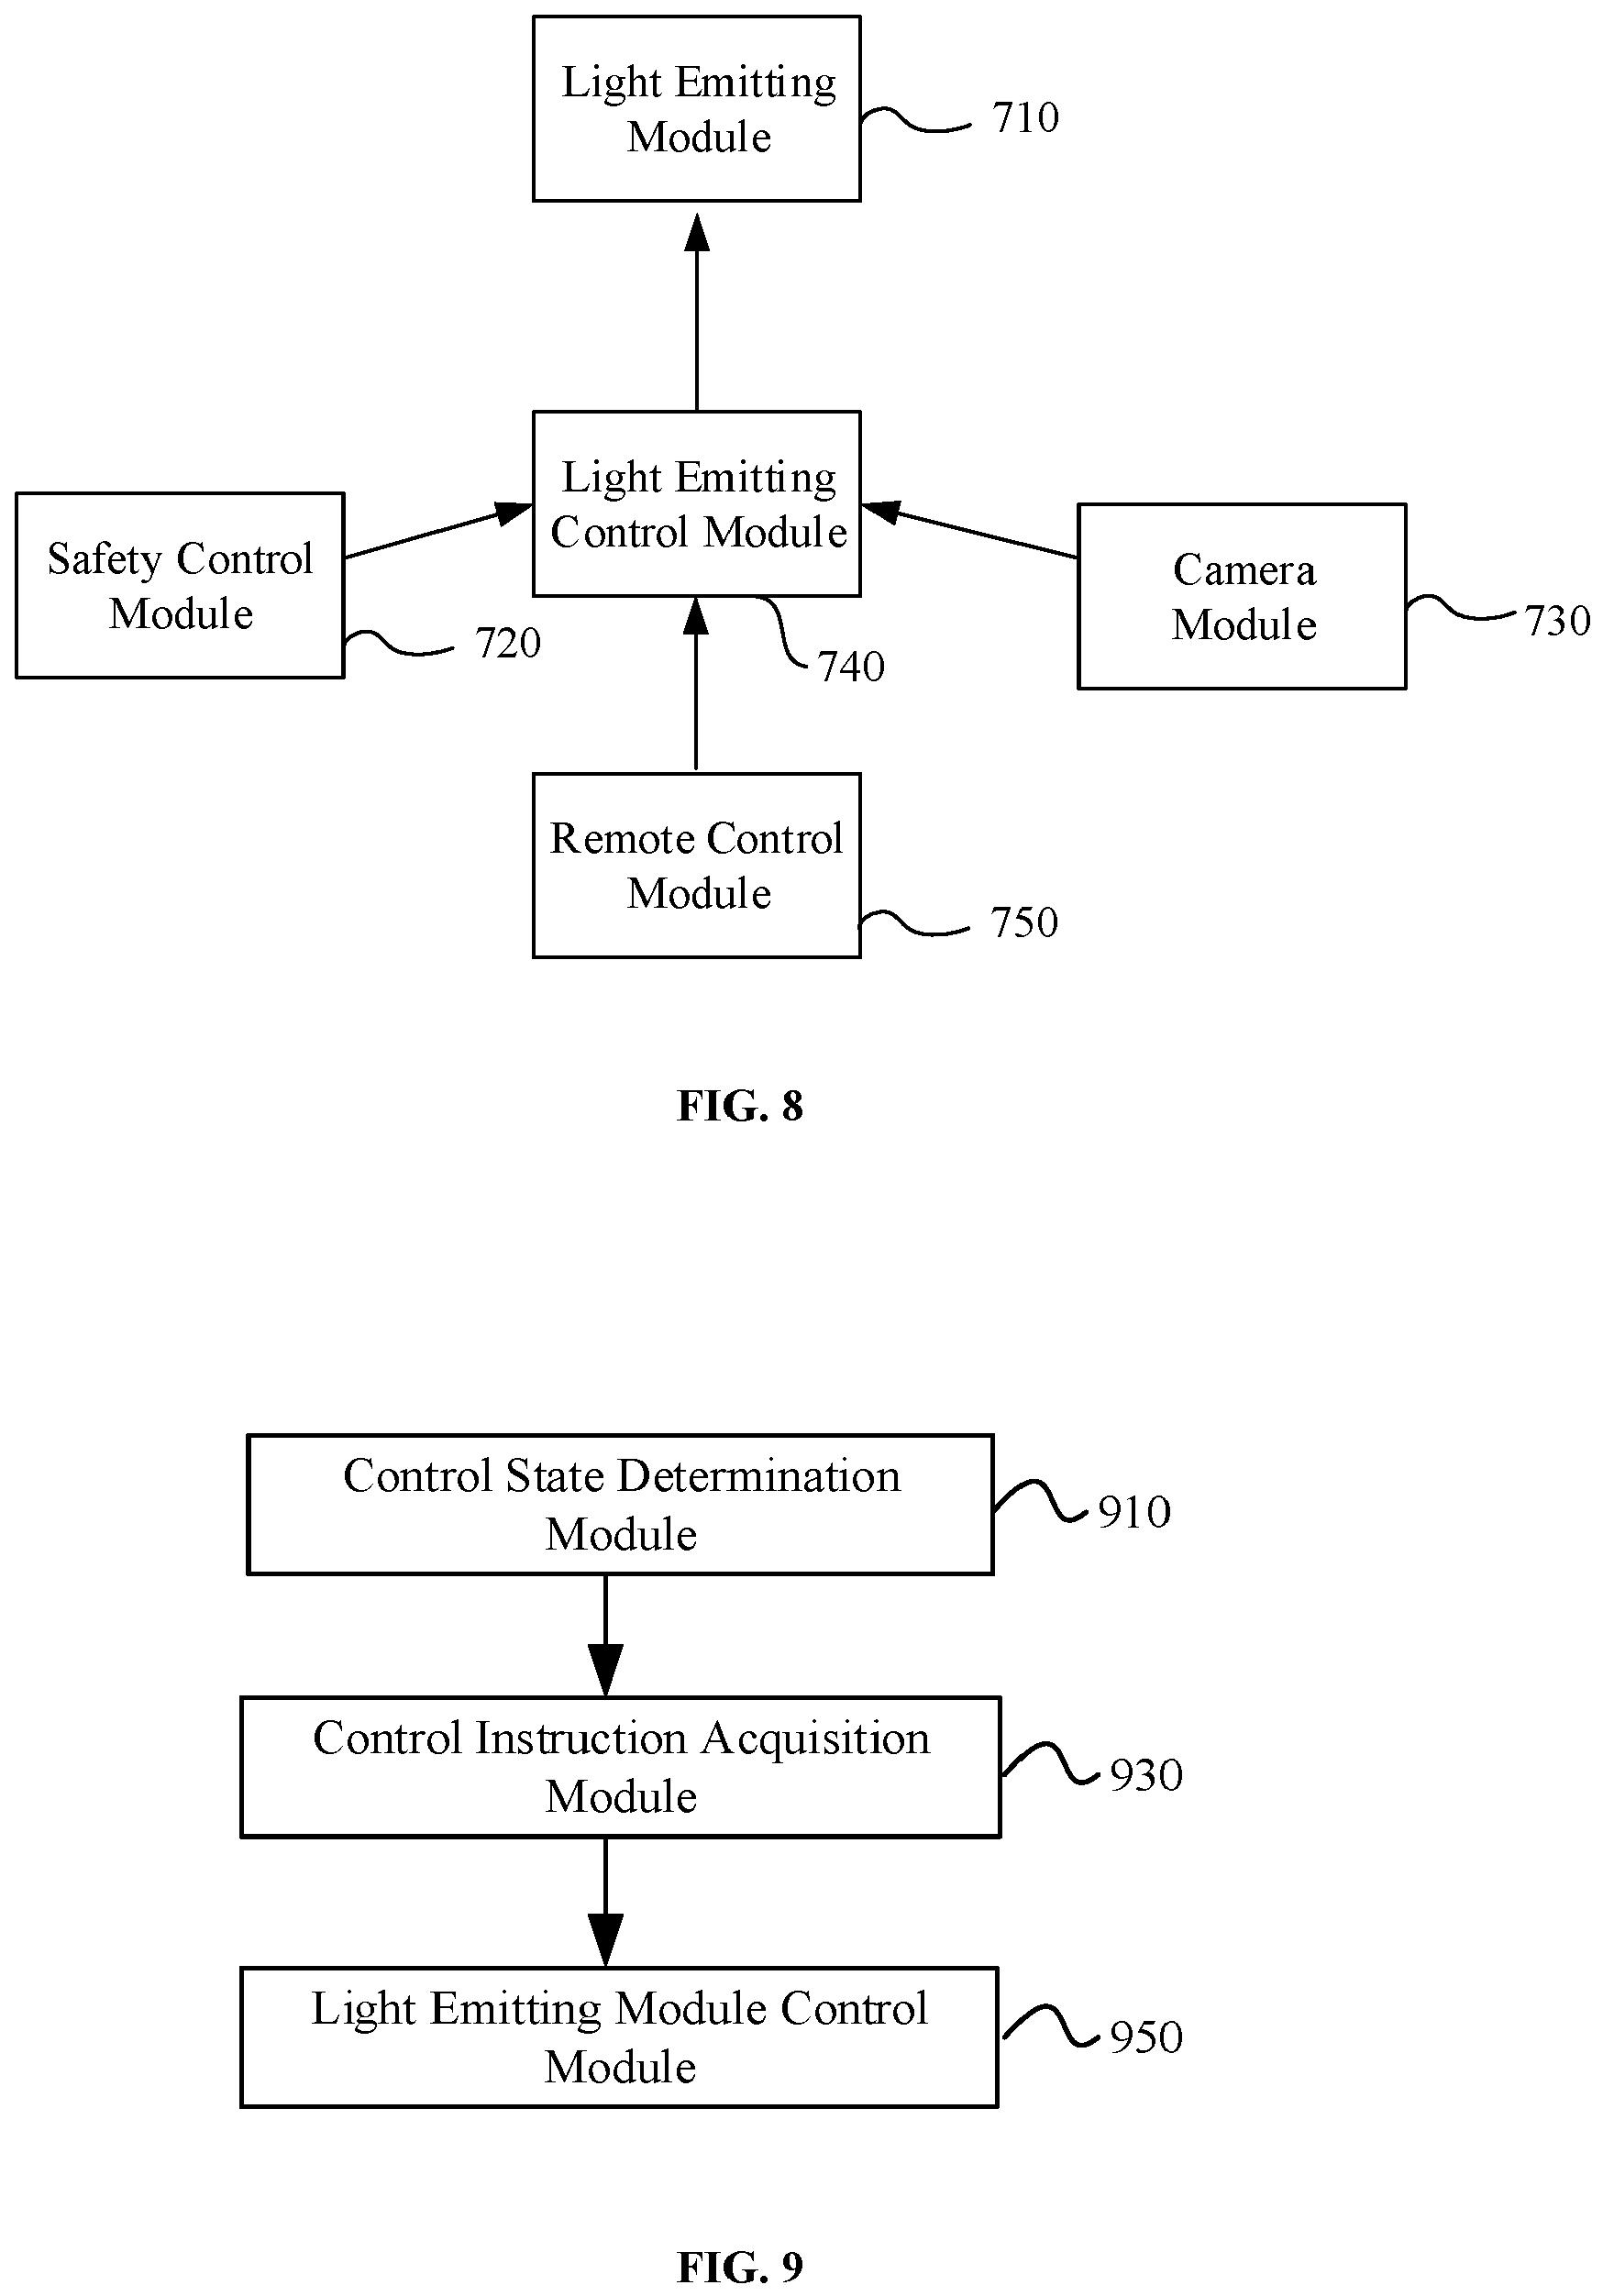 Light Emitting
Module
710
Light Emitting
Control Module
740
Safety Control
Module
720
Camera
Module
730
Remote Control
Module
750
FIG. 8
Control State Determination
Module
910
Control Instruction Acquisition
Module
930
Light Emitting Module Control
Module
950
FIG. 9